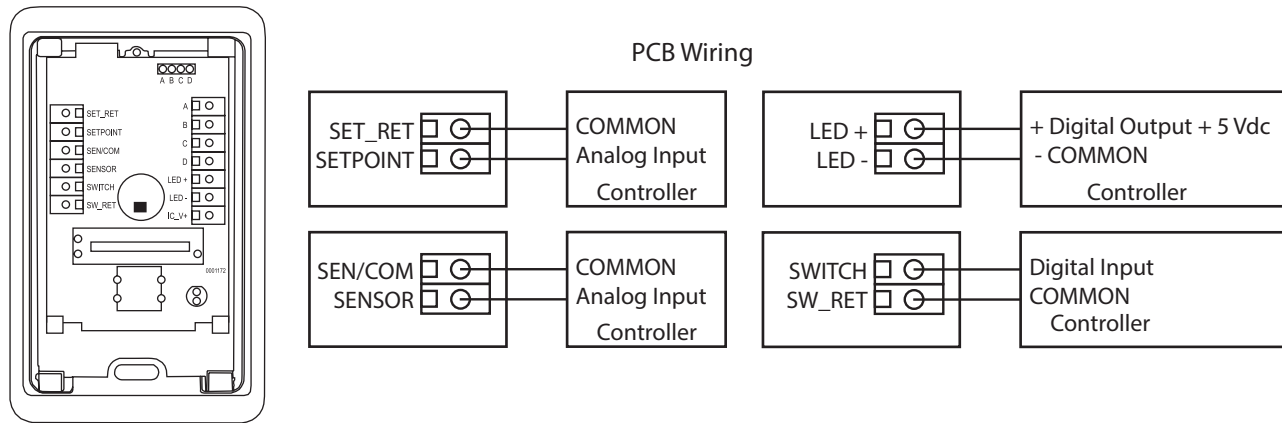 PCB Wiring
A B C D
SET_RET
SETPOINT
SEN/COM
SENSOR
SWITCH
SW_RET
A
B
C
D
LED +
LED -
IC_V+
0001172
SET_RET
SETPOINT
COMMON
Analog Input
Controller
LED +
LED -
+ Digital Output + 5 Vdc
- COMMON
Controller
SEN/COM
SENSOR
COMMON
Analog Input
Controller
SWITCH
SW_RET
Digital Input
COMMON
Controller